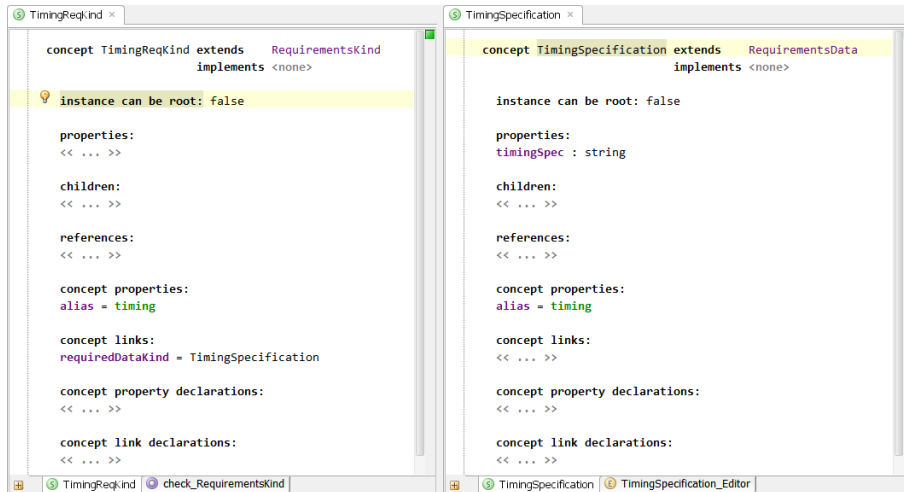 TimingReqKind ×
concept TimingReqKind extends RequirementsKind
implements <none>
instance can be root: false
properties:
<< ... >>
children:
<< ... >>
references:
<< ... >>
concept properties:
alias = timing
concept links:
requiredDataKind = TimingSpecification
concept property declarations:
<< ... >>
concept link declarations:
<< ... >>
S TimingReqKind check_RequirementsKind
S TimingSpecification ×
concept TimingSpecification extends RequirementsData
implements <none>
instance can be root: false
properties:
timingSpec : string
children:
<< ... >>
references:
<< ... >>
concept properties:
alias = timing
concept links:
<< ... >>
concept property declarations:
<< ... >>
concept link declarations:
<< ... >>
S TimingSpecification E TimingSpecification_Editor